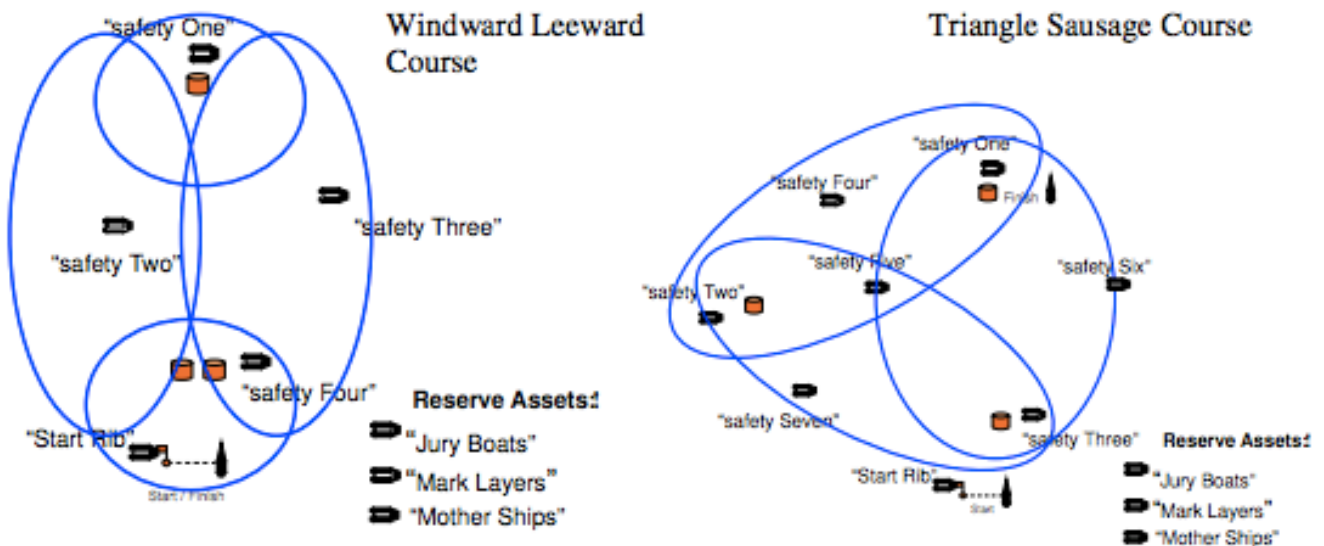 Windward Leeward
Course
“safety One”
“safety Three”
“safety Two”
“safety Four”
“Start Rib”
Start / Finish
Reserve Assets:
“Jury Boats”
“Mark Layers”
“Mother Ships”
Triangle Sausage Course
“safety One”
“safety Four”
Finish
“safety Five”
“safety Six”
“safety Two”
“safety Seven”
“safety Three”
“Start Rib”
Start
Reserve Assets:
“Jury Boats”
“Mark Layers”
“Mother Ships”